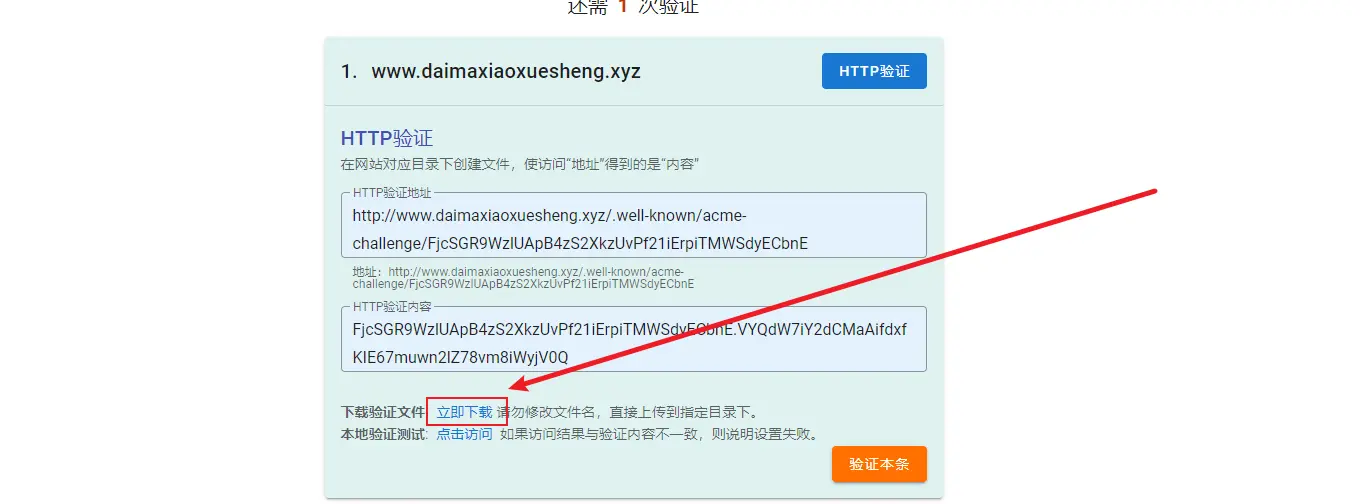 还需 1 次验证
1. www.daimaxiaoxuesheng.xyz
HTTP验证
HTTP验证
在网站对应目录下创建文件，使访问“地址”得到的是“内容”
HTTP验证地址
http://www.daimaxiaoxuesheng.xyz/.well-known/acme-
challenge/FjcSGR9WzlUApB4zS2XkzUvPf21iErpiTMWSdyECbnE
地址：http://www.daimaxiaoxuesheng.xyz/.well-known/acme-
challenge/FjcSGR9WzlUApB4zS2XkzUvPf21iErpiTMWSdyECbnE
HTTP验证内容
FjcSGR9WzlUApB4zS2XkzUvPf21iErpiTMWSdyECbnE.VYQdW7iY2dCMaAifdxf
KlE67muwn2lZ78vm8iWyjV0Q
下载验证文件 立即下载 请勿修改文件名，直接上传到指定目录下。
本地验证测试：点击访问 如果访问结果与验证内容不一致，则说明设置失败。
验证本条